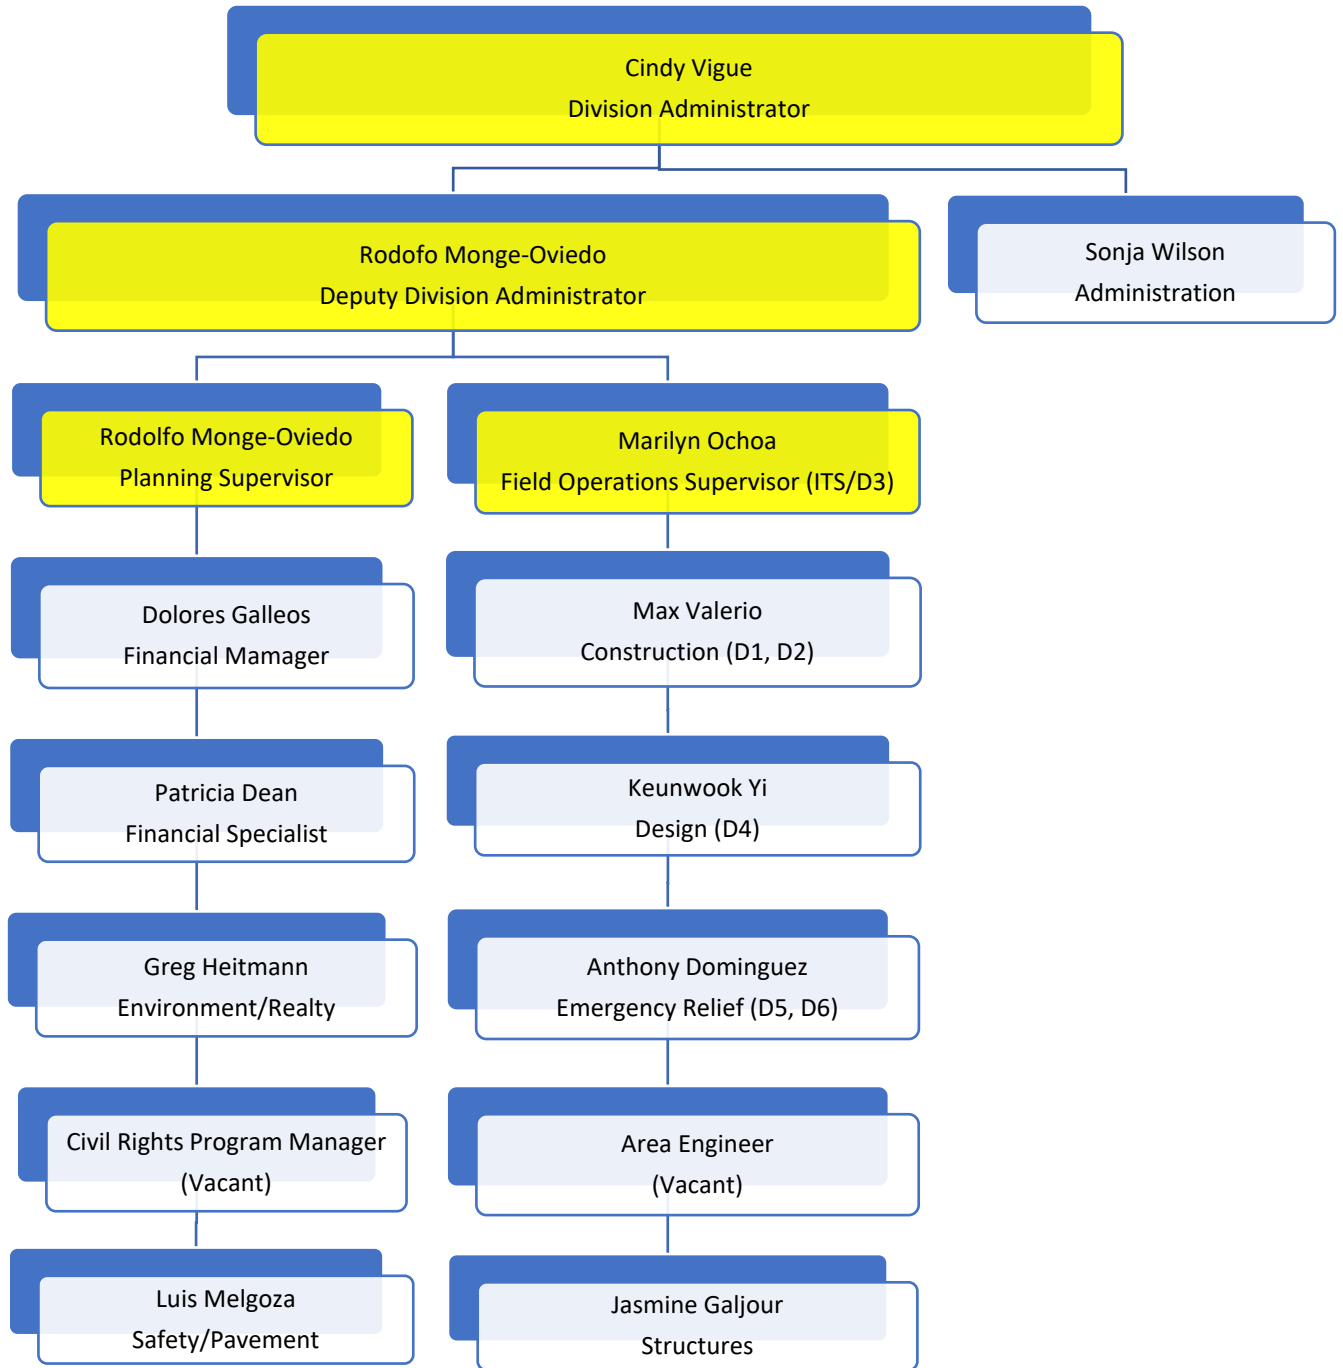 Cindy Vigue
Division Administrator
Rodofo Monge-Oviedo
Deputy Division Administrator
Sonja Wilson
Administration
Rodolfo Monge-Oviedo
Planning Supervisor
Marilyn Ochoa
Field Operations Supervisor (ITS/D3)
Dolores Galleos
Financial Mamager
Max Valerio
Construction (D1, D2)
Patricia Dean
Financial Specialist
Keunwook Yi
Design (D4)
Greg Heitmann
Environment/Realty
Anthony Dominguez
Emergency Relief (D5, D6)
Civil Rights Program Manager
(Vacant)
Area Engineer
(Vacant)
Luis Melgoza
Safety/Pavement
Jasmine Galjour
Structures